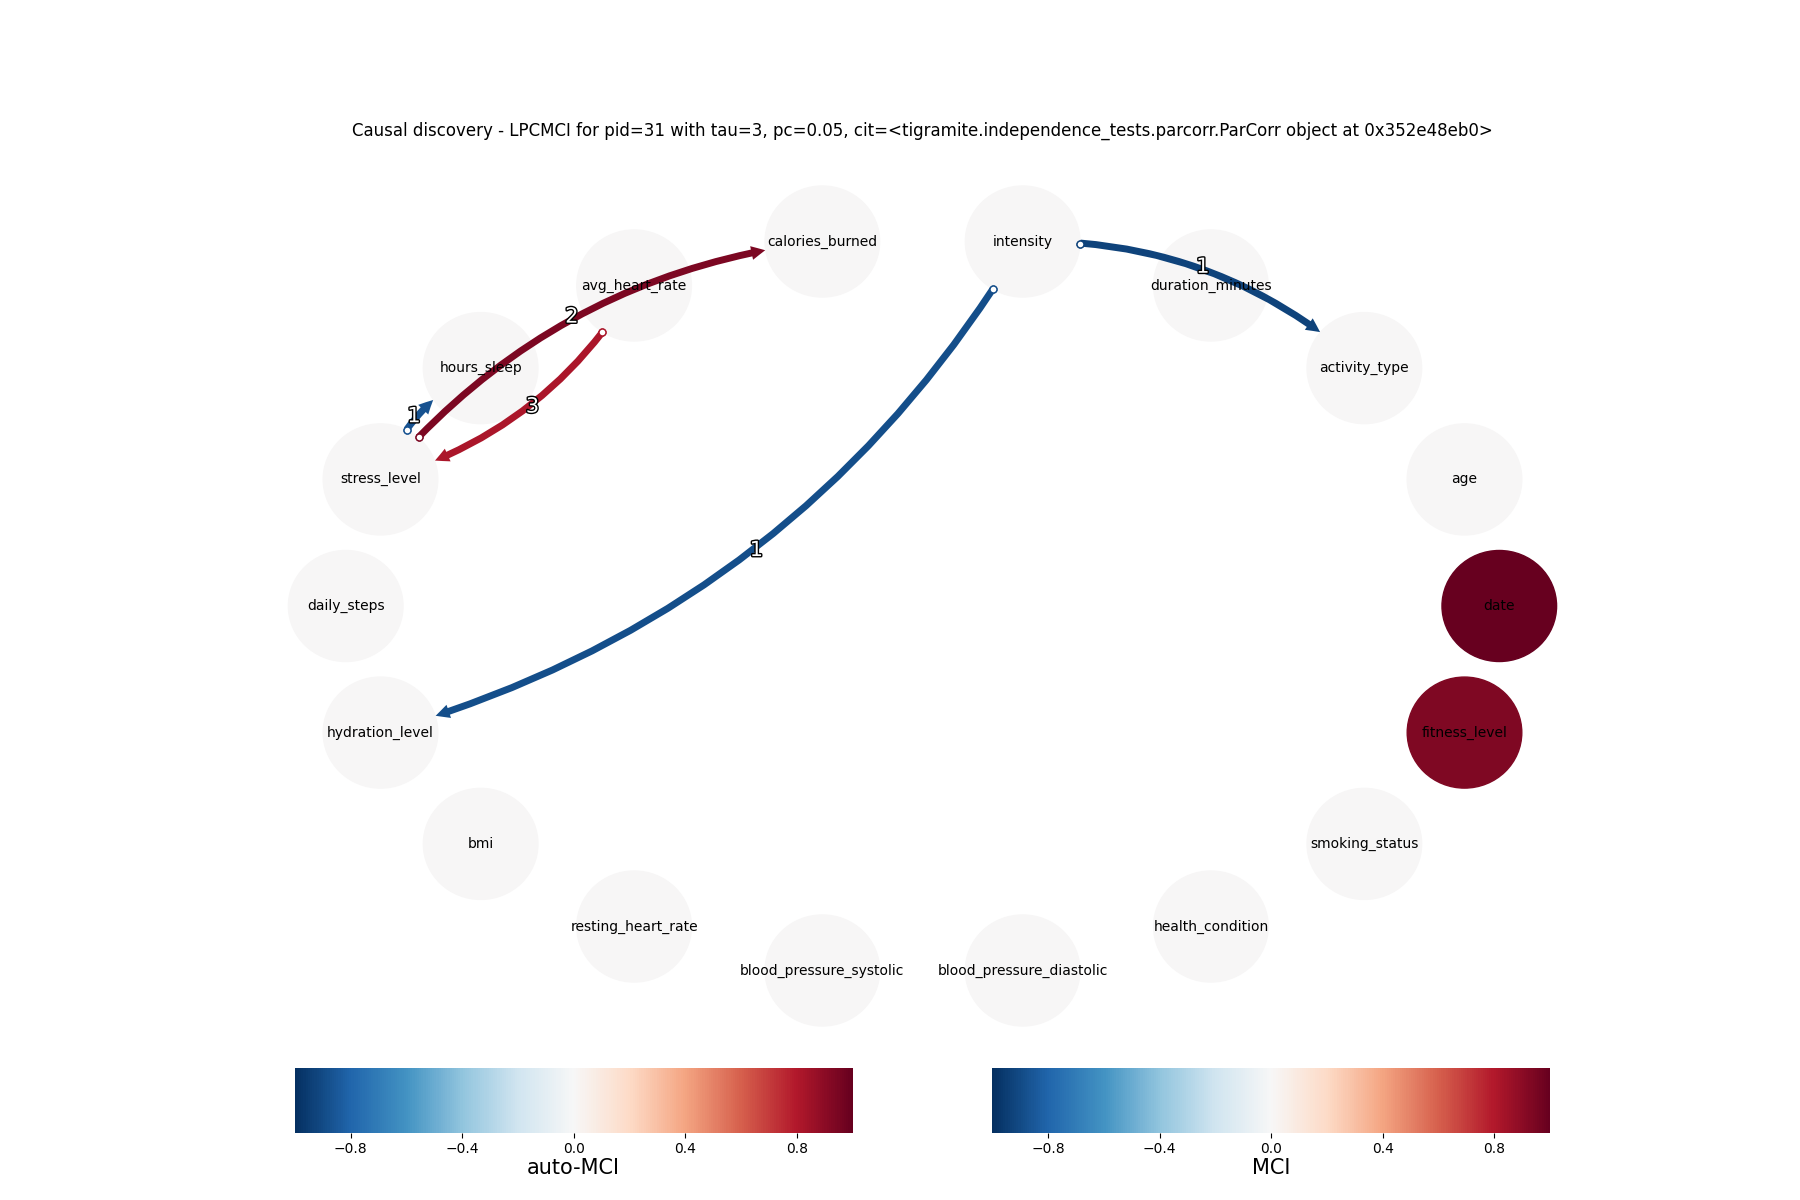 Causal discovery - LPCMCI for pid=31 with tau=3, pc=0.05, cit=<tigramite.independence_tests.parcorr.ParCorr object at 0x352e48eb0>
calories_burned
intensity
avg_heart_rate
duration_minutes
1
2
hours_sleep
activity_type
3
1
stress_level
age
1
daily_steps
date
hydration_level
fitness_level
bmi
smoking_status
resting_heart_rate
health_condition
blood_pressure_systolic
blood_pressure_diastolic
−0.8 −0.4 0.0 0.4 0.8
auto-MCI
−0.8 −0.4 0.0 0.4 0.8
MCI